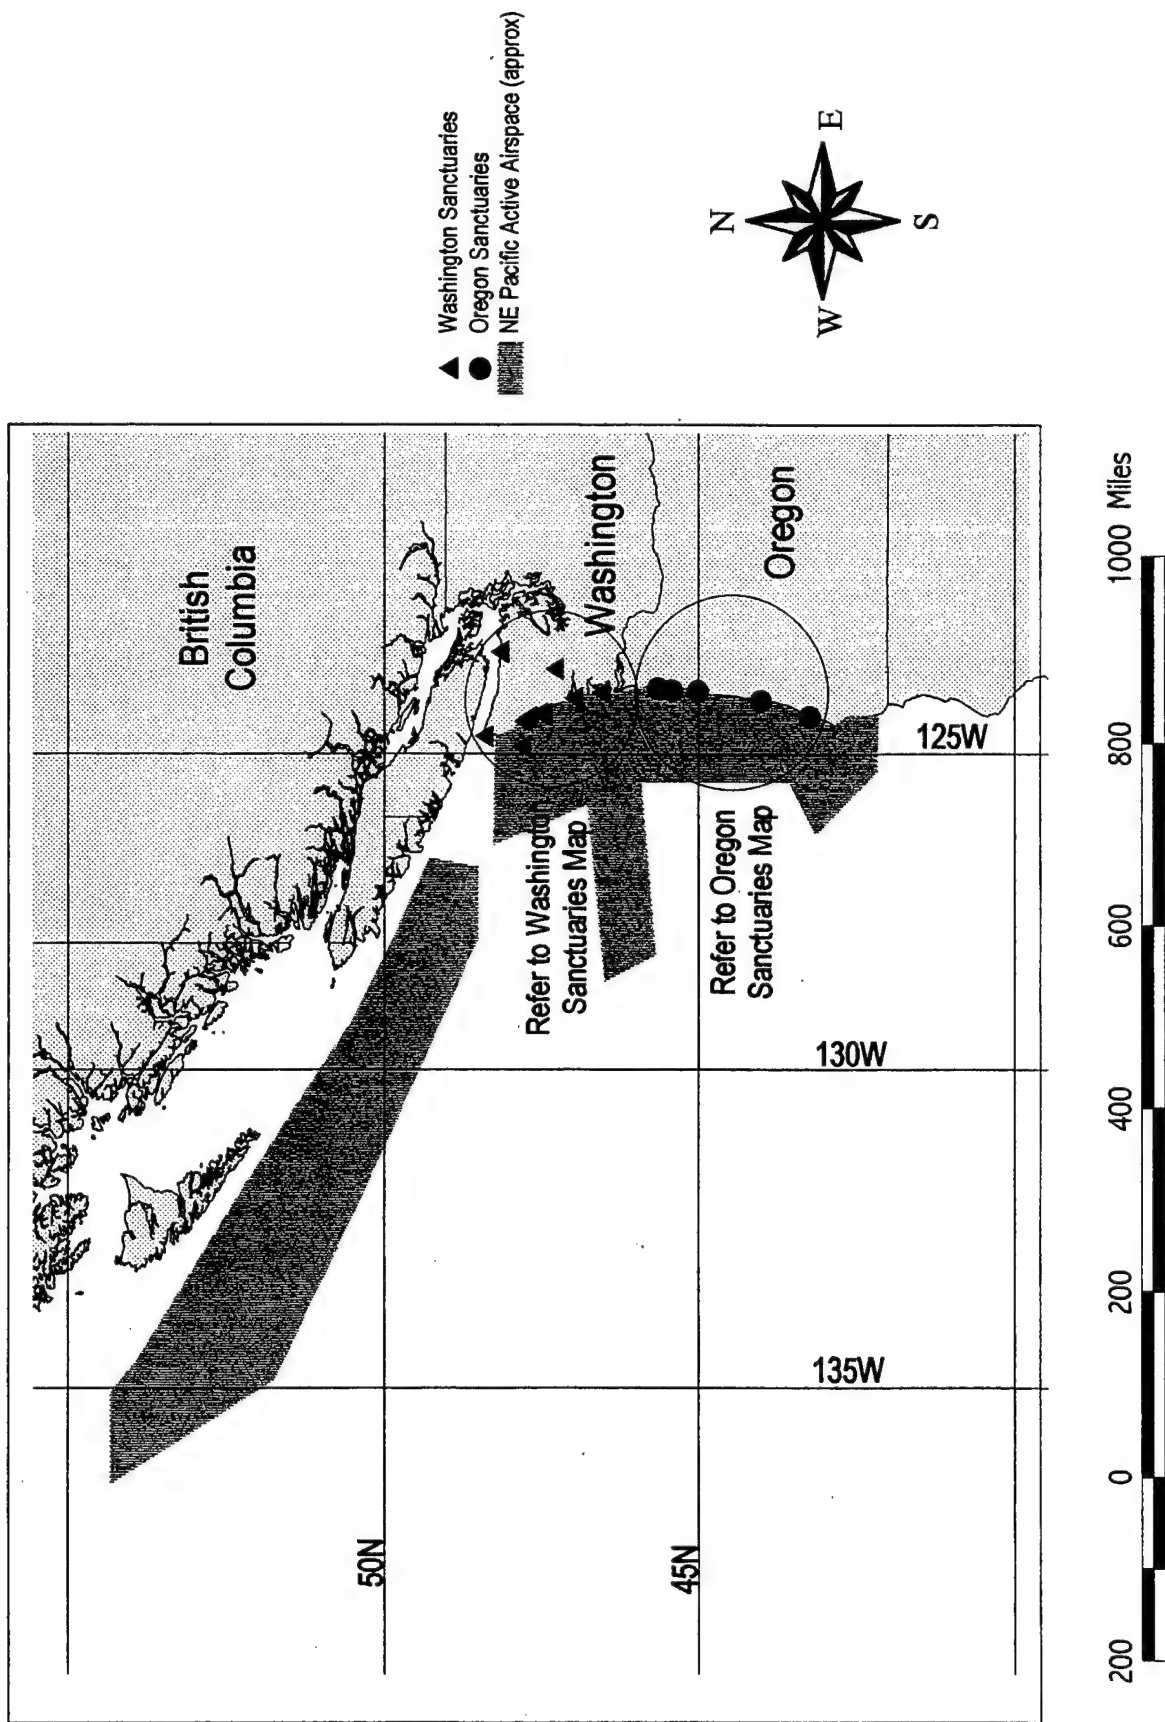 Washington Sanctuaries
Oregon Sanctuaries
NE Pacific Active Airspace (approx)
N
W
E
S
British
Columbia
Washington
Oregon
50N
45N
125W
130W
135W
Refer to Washington
Sanctuaries Map
Refer to Oregon
Sanctuaries Map
200
0
200
400
600
800
1000 Miles